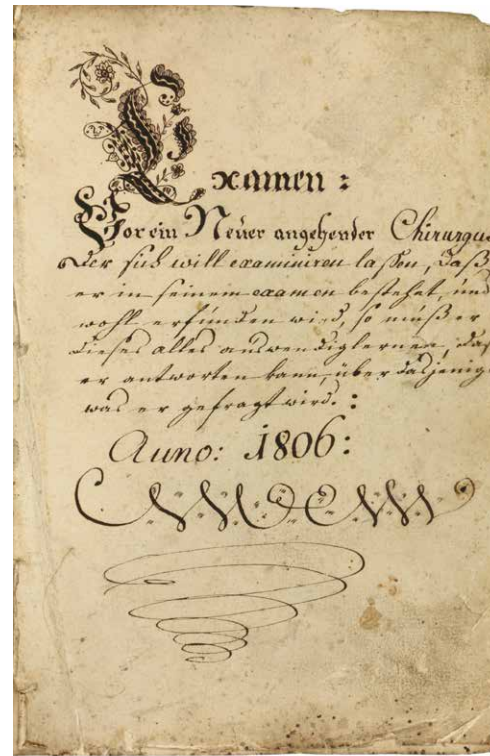 Examen:
Vor ein Neüer angehender Chirurgus
Der sich will examiniren laßen, daß
er in seinem examen bestehet, und
wohl erfunden wird, so muß er
dieses alles auswendig lernen, daß
er antworten kann, über dasjenige
was er gefragt wird.:
Anno: 1806: